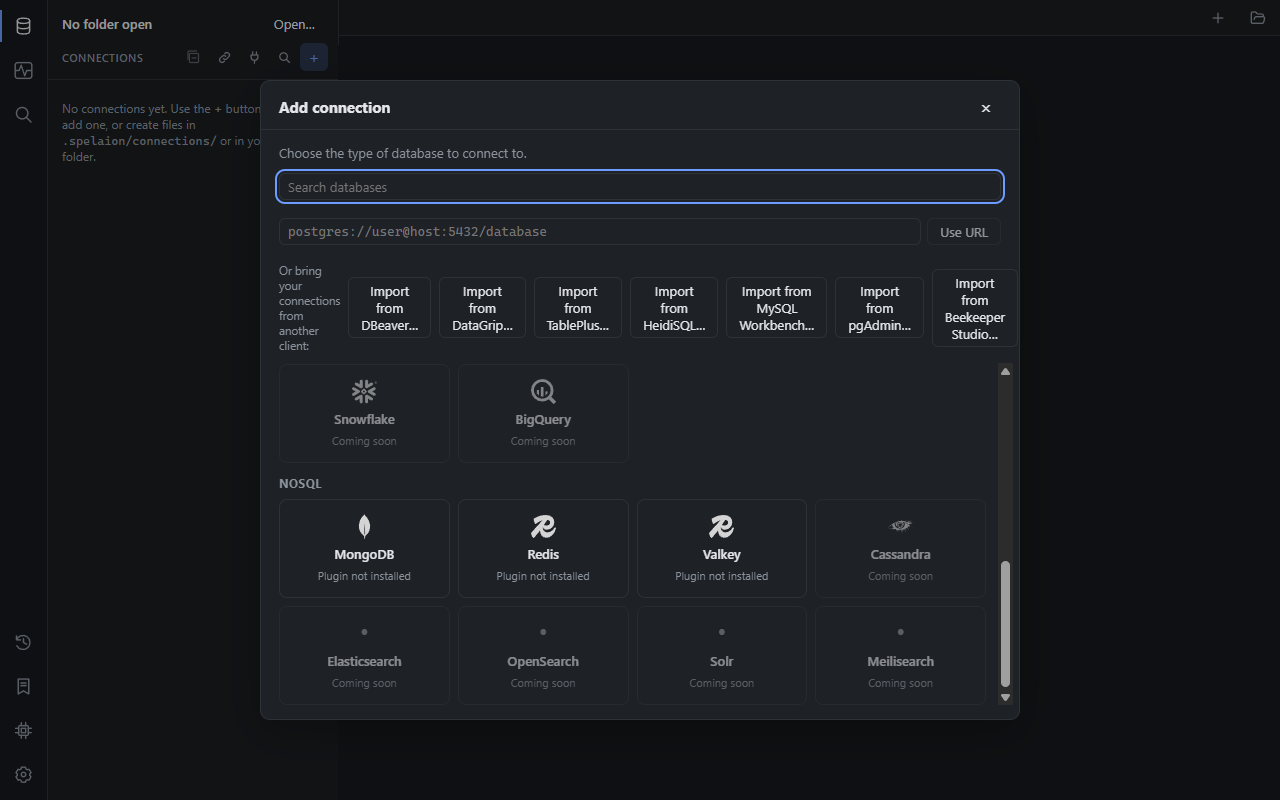 No folder open
Open...
CONNECTIONS
+
No connections yet. Use the + button
add one, or create files in
.spelaion/connections/ or in yo
folder.
Add connection
×
Choose the type of database to connect to.
Search databases
postgres://user@host:5432/database
Use URL
Or bring
your
connections
from
another
client:
Import
from
DBeaver...
Import
from
DataGrip...
Import
from
TablePlus...
Import
from
HeidiSQL...
Import from
MySQL
Workbench...
Import
from
pgAdmin...
Import
from
Beekeeper
Studio...
Snowflake
Coming soon
BigQuery
Coming soon
NOSQL
MongoDB
Plugin not installed
Redis
Plugin not installed
Valkey
Plugin not installed
Cassandra
Coming soon
Elasticsearch
Coming soon
OpenSearch
Coming soon
Solr
Coming soon
Meilisearch
Coming soon